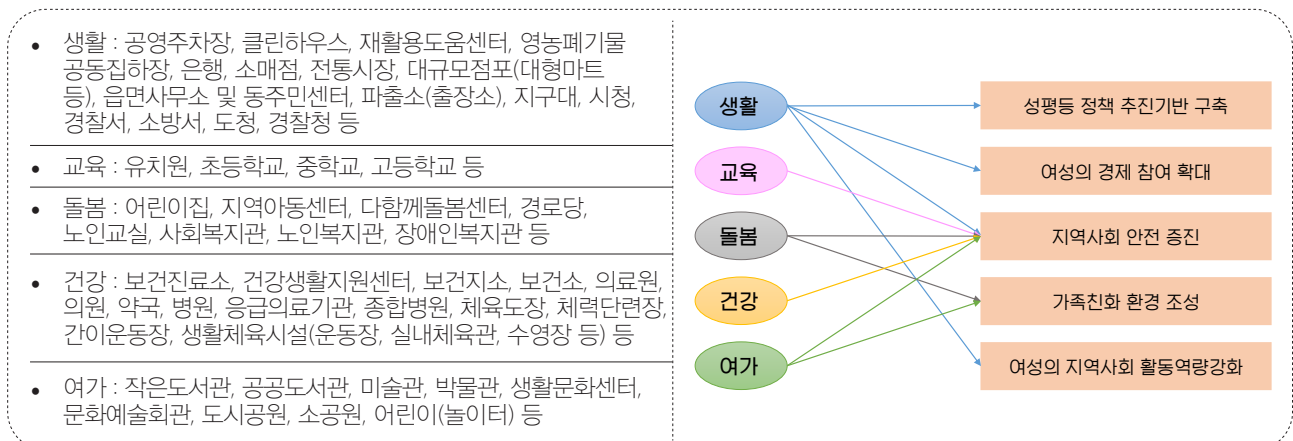 • 생활 : 공영주차장, 클린하우스, 재활용도움센터, 영농폐기물
공동집하장, 은행, 소매점, 전통시장, 대규모점포(대형마트
등), 읍면사무소 및 동주민센터, 파출소(출장소), 지구대, 시청,
경찰서, 소방서, 도청, 경찰청 등
• 교육 : 유치원, 초등학교, 중학교, 고등학교 등
• 돌봄 : 어린이집, 지역아동센터, 다함께돌봄센터, 경로당,
노인교실, 사회복지관, 노인복지관, 장애인복지관 등
• 건강 : 보건진료소, 건강생활지원센터, 보건지소, 보건소, 의료원,
의원, 약국, 병원, 응급의료기관, 종합병원, 체육도장, 체력단련장,
간이운동장, 생활체육시설(운동장, 실내체육관, 수영장 등) 등
• 여가 : 작은도서관, 공공도서관, 미술관, 박물관, 생활문화센터,
문화예술회관, 도시공원, 소공원, 어린이(놀이터) 등
생활
교육
돌봄
건강
여가
성평등 정책 추진기반 구축
여성의 경제 참여 확대
지역사회 안전 증진
가족친화 환경 조성
여성의 지역사회 활동역량강화